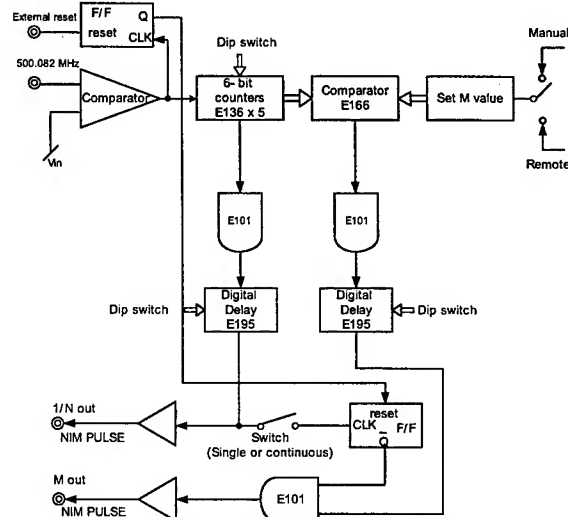 External reset
F/F Q
reset
CLK
500.082 MHz
Comparator
Vin
Dip switch
6- bit
counters
E136 x 5
Comparator
E166
Set M value
Manual
Remote
E101
E101
Dip switch
Digital
Delay
E195
Digital
Delay
E195
Dip switch
1/N out
NIM PULSE
Switch
(Single or continuous)
reset
CLK F/F
Q
M out
NIM PULSE
E101